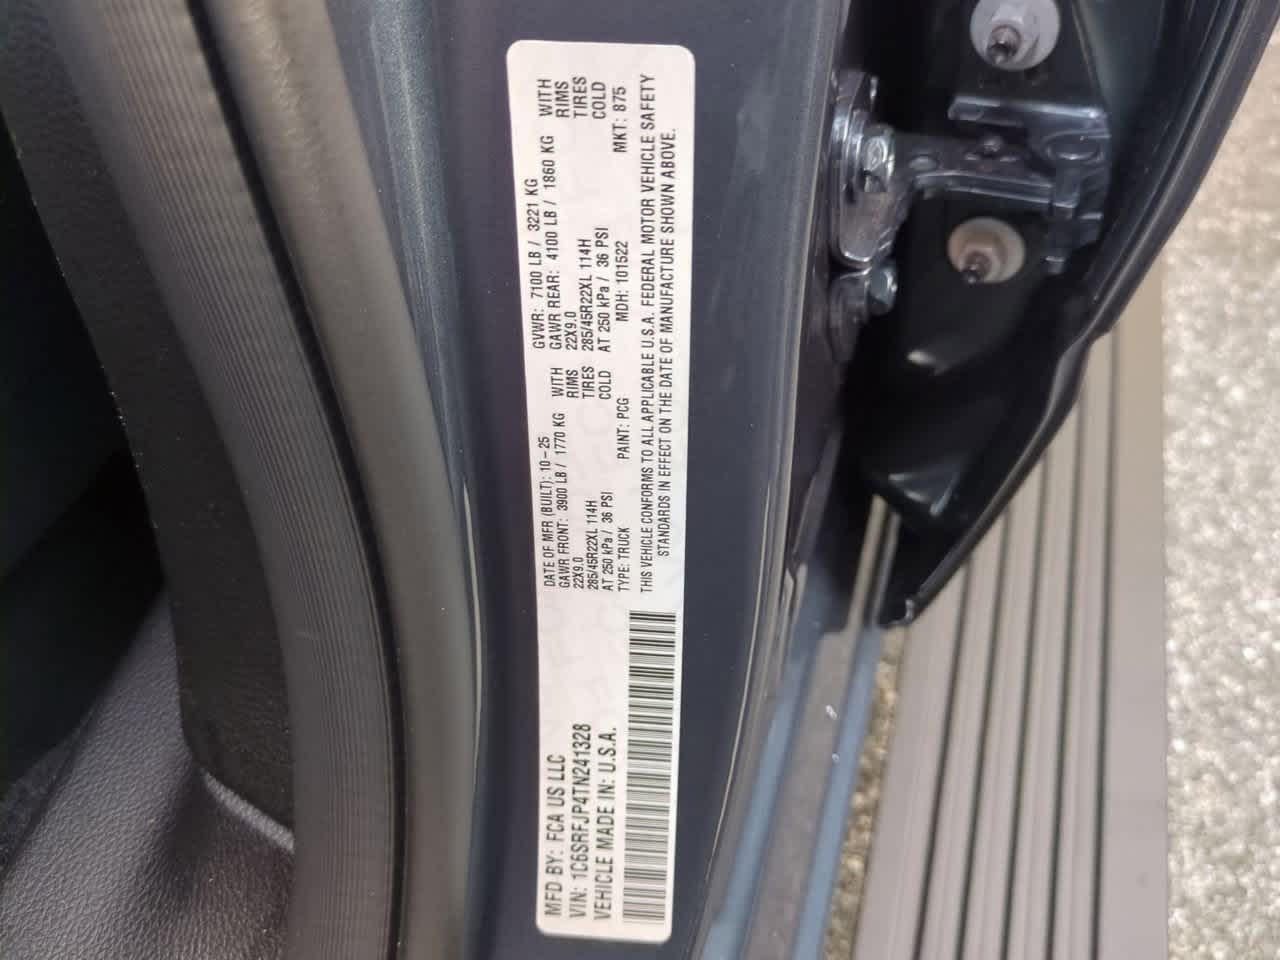 MFD BY: FCA US LLC
VIN: 1C6SRFJP4TN241328
VEHICLE MADE IN: U.S.A.
DATE OF MFR (BUILT): 10-25
GVWR: 7100 LB / 3221 KG
GAWR FRONT: 3900 LB / 1770 KG WITH
22X9.0 RIMS
285/45R22XL 114H TIRES
AT 250 kPa / 36 PSI COLD
GAWR REAR: 4100 LB / 1860 KG WITH
22X9.0 RIMS
285/45R22XL 114H TIRES
AT 250 kPa / 36 PSI COLD
TYPE: TRUCK PAINT: PCG MDH: 101522 MKT: 875
THIS VEHICLE CONFORMS TO ALL APPLICABLE U.S.A. FEDERAL MOTOR VEHICLE SAFETY
STANDARDS IN EFFECT ON THE DATE OF MANUFACTURE SHOWN ABOVE.